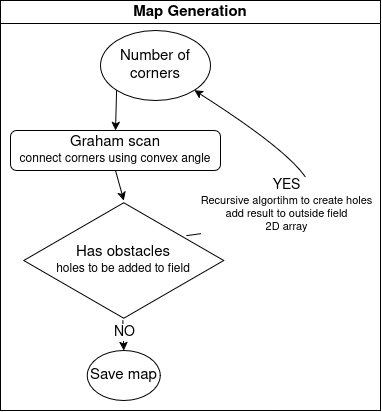 Map Generation
Number of
corners
Graham scan
connect corners using convex angle
YES
Recursive algortihm to create holes
add result to outside field
2D array
Has obstacles
holes to be added to field
NO
Save map